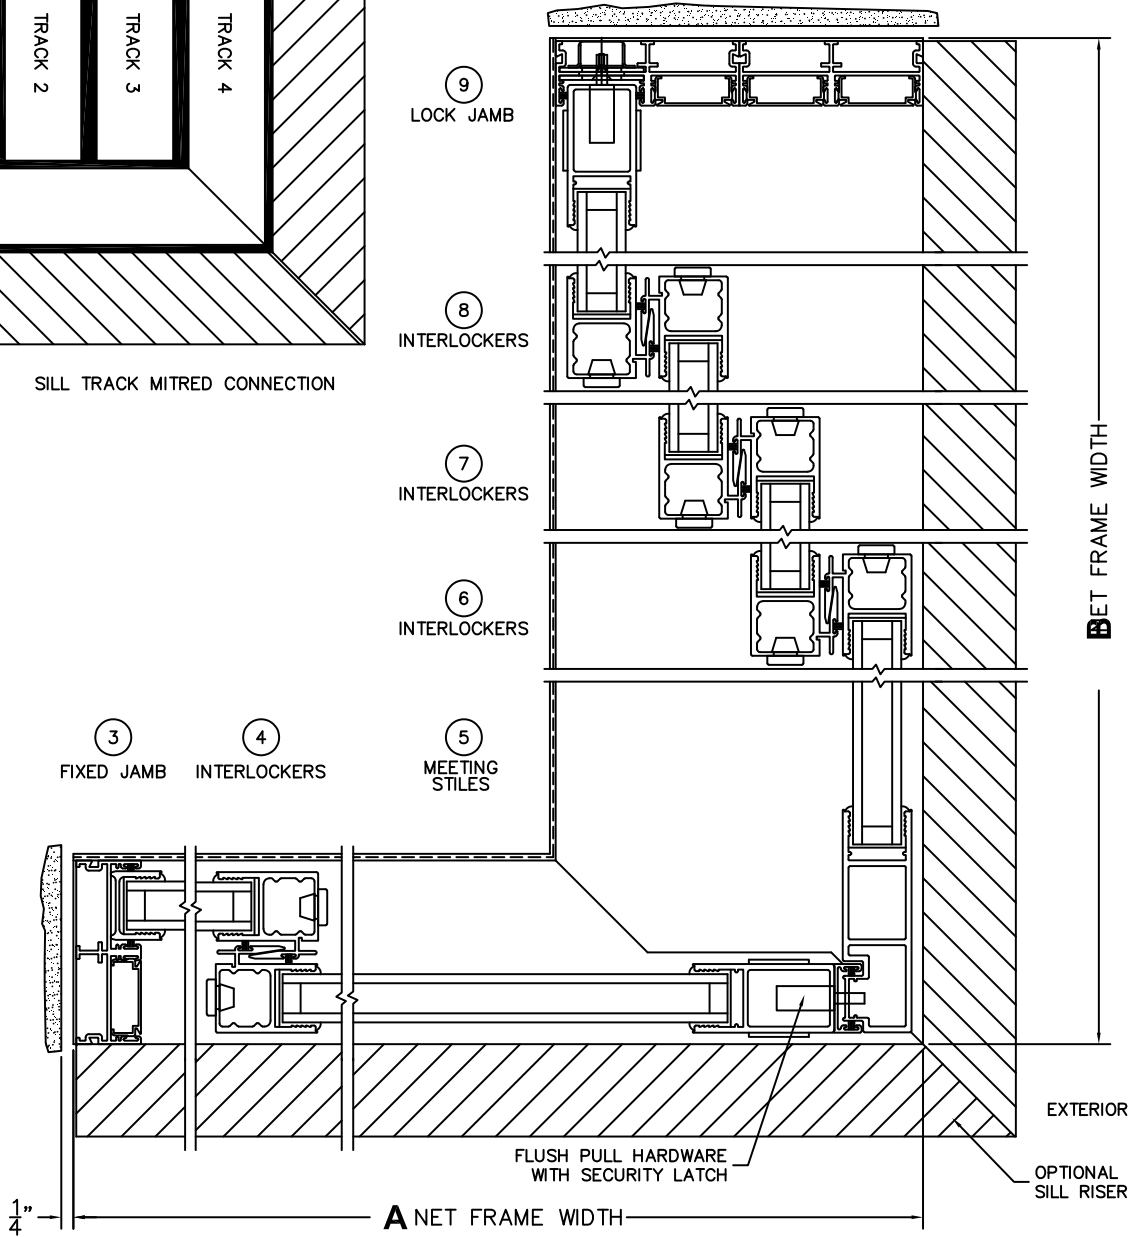 TRACK 2
TRACK 3
TRACK 4
SILL TRACK MITRED CONNECTION
9
LOCK JAMB
8
INTERLOCKERS
7
INTERLOCKERS
6
INTERLOCKERS
3
FIXED JAMB
4
INTERLOCKERS
5
MEETING
STILES
B ET FRAME WIDTH
EXTERIOR
FLUSH PULL HARDWARE
WITH SECURITY LATCH
OPTIONAL
SILL RISER
1/4"
A NET FRAME WIDTH